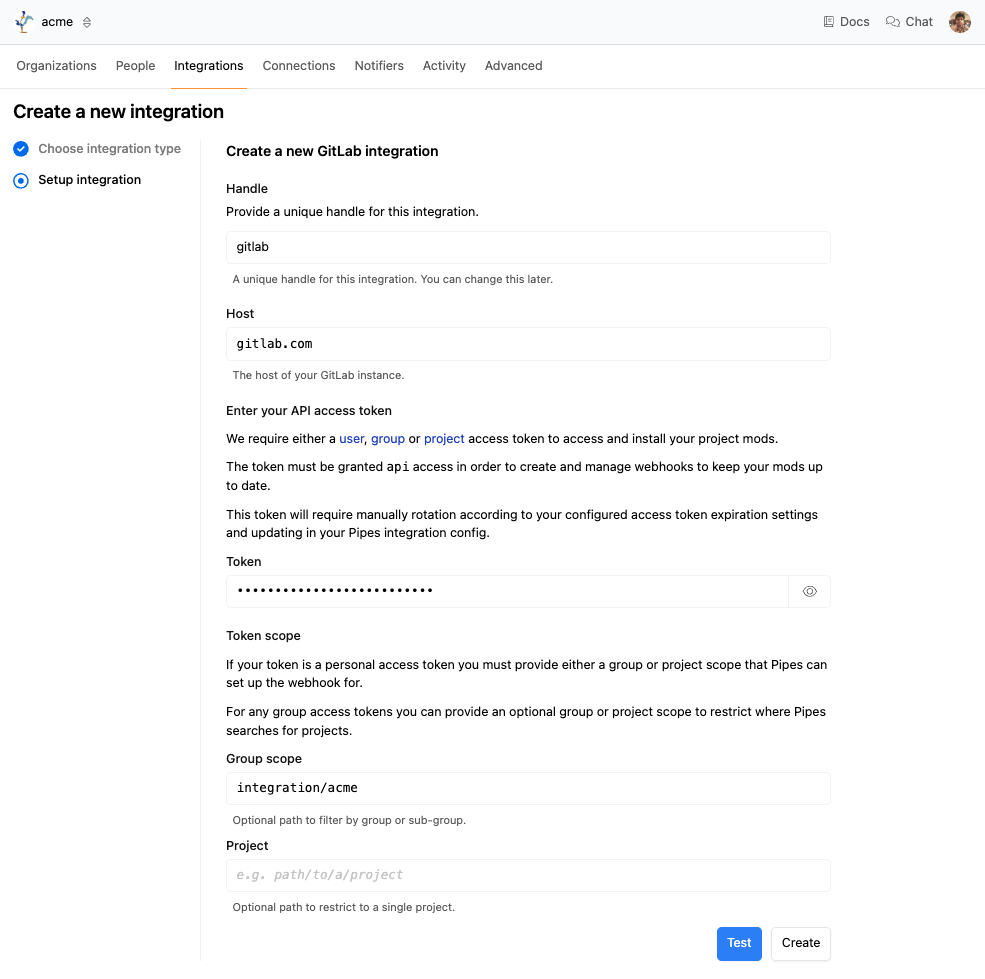 acme
Docs
Chat
Organizations
People
Integrations
Connections
Notifiers
Activity
Advanced
Create a new integration
Choose integration type
Setup integration
Create a new GitLab integration
Handle
Provide a unique handle for this integration.
gitlab
A unique handle for this integration. You can change this later.
Host
gitlab.com
The host of your GitLab instance.
Enter your API access token
We require either a user, group or project access token to access and install your project mods.
The token must be granted api access in order to create and manage webhooks to keep your mods up
to date.
This token will require manually rotation according to your configured access token expiration settings
and updating in your Pipes integration config.
Token
••••••••••••••••••••••••••
Token scope
If your token is a personal access token you must provide either a group or project scope that Pipes can
set up the webhook for.
For any group access tokens you can provide an optional group or project scope to restrict where Pipes
searches for projects.
Group scope
integration/acme
Optional path to filter by group or sub-group.
Project
e.g. path/to/a/project
Optional path to restrict to a single project.
Test
Create